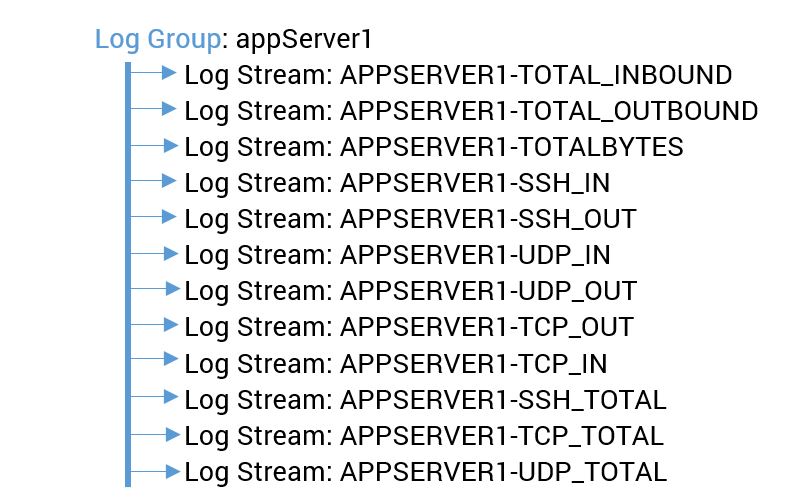 Log Group: appServer1
Log Stream: APPSERVER1-TOTAL_INBOUND
Log Stream: APPSERVER1-TOTAL_OUTBOUND
Log Stream: APPSERVER1-TOTALBYTES
Log Stream: APPSERVER1-SSH_IN
Log Stream: APPSERVER1-SSH_OUT
Log Stream: APPSERVER1-UDP_IN
Log Stream: APPSERVER1-UDP_OUT
Log Stream: APPSERVER1-TCP_OUT
Log Stream: APPSERVER1-TCP_IN
Log Stream: APPSERVER1-SSH_TOTAL
Log Stream: APPSERVER1-TCP_TOTAL
Log Stream: APPSERVER1-UDP_TOTAL